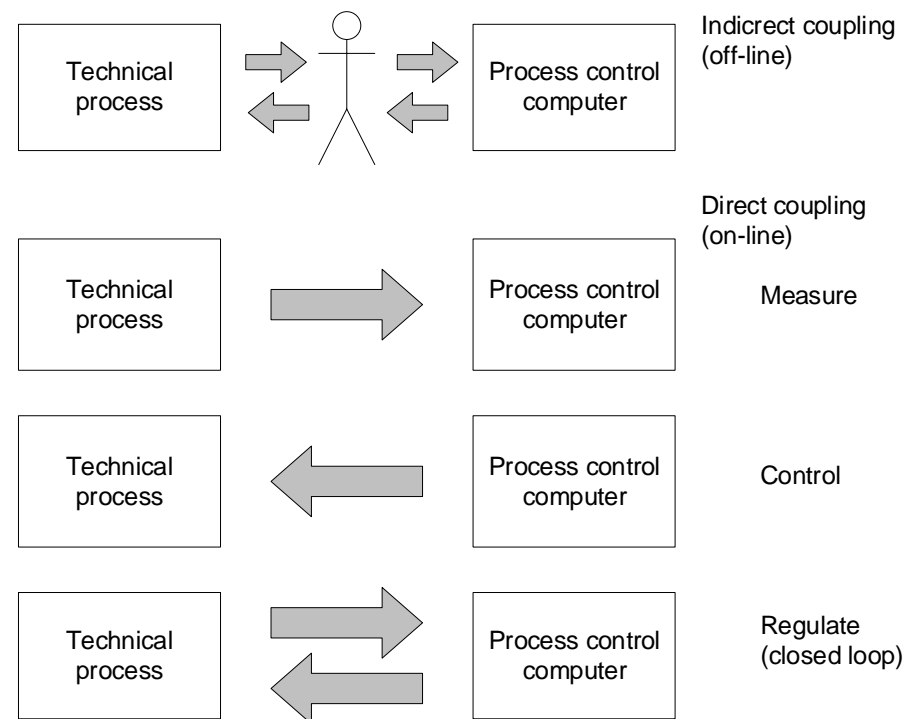 Technical
process
Process control
computer
Indicrect coupling
(off-line)
Direct coupling
(on-line)
Technical
process
Process control
computer
Measure
Technical
process
Process control
computer
Control
Technical
process
Process control
computer
Regulate
(closed loop)